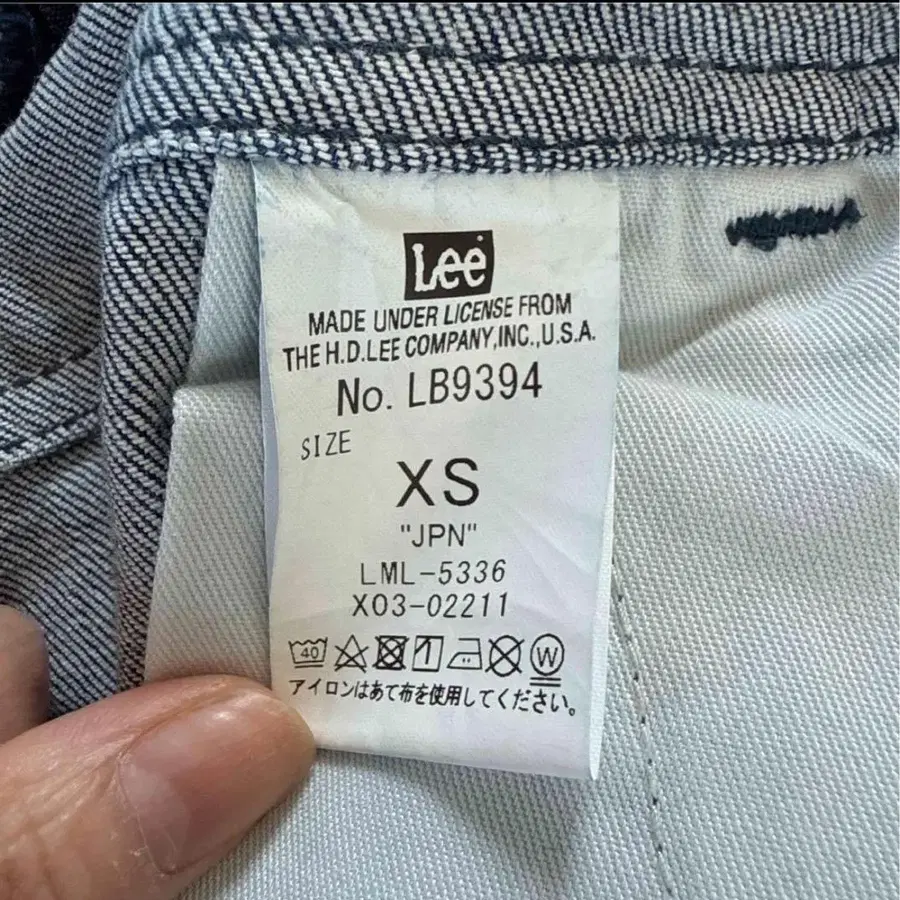 Lee
MADE UNDER LICENSE FROM
THE H.D.LEE COMPANY,INC.,U.S.A.
No. LB9394
SIZE
XS
"JPN"
LML-5336
X03-02211
40 W
アイロンはあて布を使用してください。